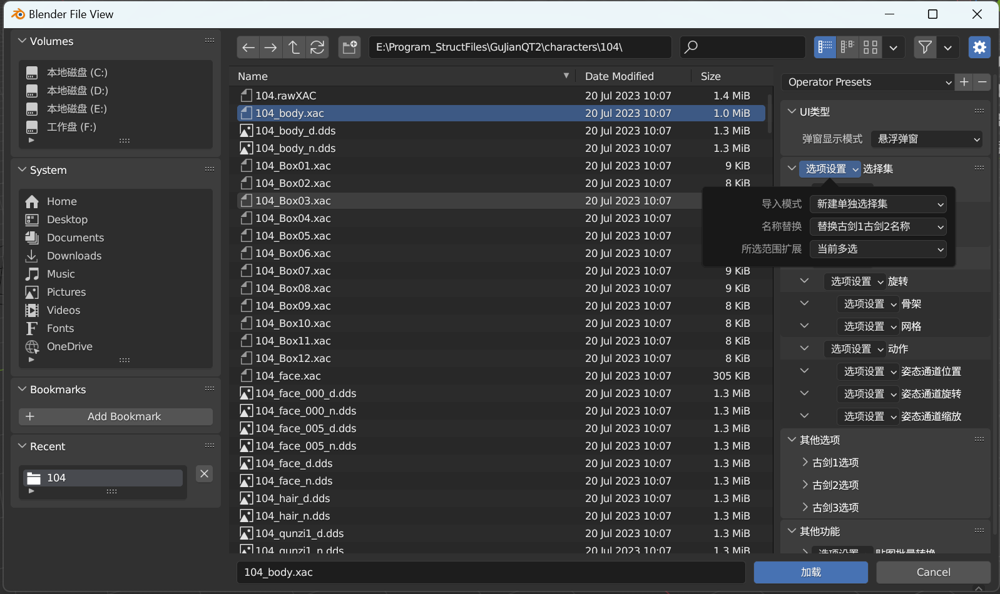 Blender File View
Volumes
本地磁盘 (C:)
本地磁盘 (D:)
本地磁盘 (E:)
工作盘 (F:)
System
Home
Desktop
Documents
Downloads
Music
Pictures
Videos
Fonts
OneDrive
Bookmarks
Add Bookmark
Recent
104
E:\Program_StructFiles\GuJianQT2\characters\104\
Name Date Modified Size
104.rawXAC 20 Jul 2023 10:07 1.4 MiB
104_body.xac 20 Jul 2023 10:07 1.0 MiB
104_body_d.dds 20 Jul 2023 10:07 1.3 MiB
104_body_n.dds 20 Jul 2023 10:07 1.3 MiB
104_Box01.xac 20 Jul 2023 10:07 9 KiB
104_Box02.xac 20 Jul 2023 10:07 8 KiB
104_Box03.xac 20 Jul 2023 10:07
104_Box04.xac 20 Jul 2023 10:07
104_Box05.xac 20 Jul 2023 10:07
104_Box06.xac 20 Jul 2023 10:07
104_Box07.xac 20 Jul 2023 10:07 9 KiB
104_Box08.xac 20 Jul 2023 10:07 9 KiB
104_Box09.xac 20 Jul 2023 10:07 8 KiB
104_Box10.xac 20 Jul 2023 10:07 8 KiB
104_Box11.xac 20 Jul 2023 10:07 8 KiB
104_Box12.xac 20 Jul 2023 10:07 8 KiB
104_face.xac 20 Jul 2023 10:07 305 KiB
104_face_000_d.dds 20 Jul 2023 10:07 1.3 MiB
104_face_000_n.dds 20 Jul 2023 10:07 1.3 MiB
104_face_005_d.dds 20 Jul 2023 10:07 1.3 MiB
104_face_005_n.dds 20 Jul 2023 10:07 1.3 MiB
104_face_d.dds 20 Jul 2023 10:07 1.3 MiB
104_face_n.dds 20 Jul 2023 10:07 1.3 MiB
104_hair_d.dds 20 Jul 2023 10:07 1.3 MiB
104_hair_n.dds 20 Jul 2023 10:07 1.3 MiB
104_qunzi1_d.dds 20 Jul 2023 10:07 1.3 MiB
104_qunzi1_n.dds 20 Jul 2023 10:07 1.3 MiB
Operator Presets
UI类型
弹窗显示模式 悬浮弹窗
选项设置 选择集
导入模式 新建单独选择集
名称替换 替换古剑1古剑2名称
所选范围扩展 当前多选
选项设置 旋转
选项设置 骨架
选项设置 网格
选项设置 动作
选项设置 姿态通道位置
选项设置 姿态通道旋转
选项设置 姿态通道缩放
其他选项
古剑1选项
古剑2选项
古剑3选项
其他功能
选项设置 贴图批量转换
104_body.xac
加载
Cancel